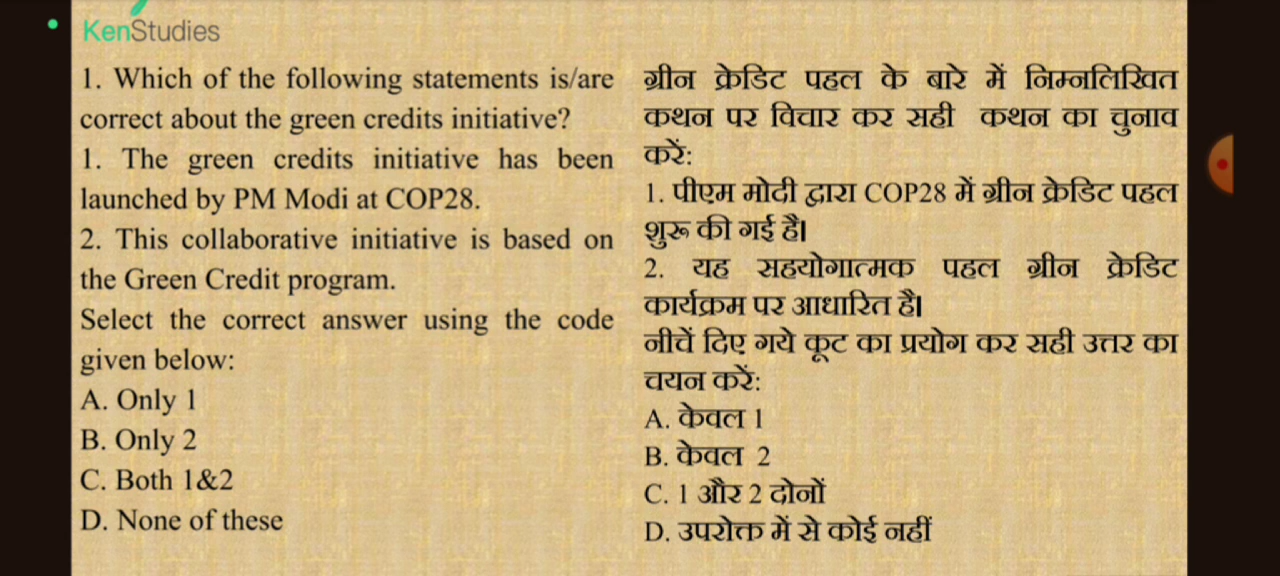 KenStudies
1. Which of the following statements is/are
correct about the green credits initiative?
1. The green credits initiative has been
launched by PM Modi at COP28.
2. This collaborative initiative is based on
the Green Credit program.
Select the correct answer using the code
given below:
A. Only 1
B. Only 2
C. Both 1&2
D. None of these
ग्रीन क्रेडिट पहल के बारे में निम्नलिखित
कथन पर विचार कर सही कथन का चुनाव
करें:
1. पीएम मोदी द्वारा COP28 में ग्रीन क्रेडिट पहल
शुरू की गई है।
2. यह सहयोगात्मक पहल ग्रीन क्रेडिट
कार्यक्रम पर आधारित है।
नीचें दिए गये कूट का प्रयोग कर सही उत्तर का
चयन करें:
A. केवल 1
B. केवल 2
C. 1 और 2 दोनों
D. उपरोक्त में से कोई नहीं